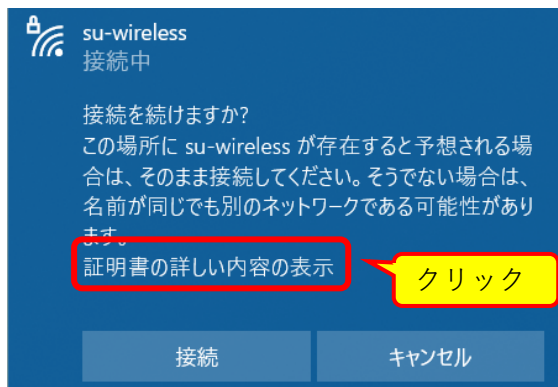 su-wireless
接続中
接続を続けますか?
この場所に su-wireless が存在すると予想される場
合は、そのまま接続してください。そうでない場合は、
名前が同じでも別のネットワークである可能性があり
ます。
証明書の詳しい内容の表示
クリック
接続
キャンセル